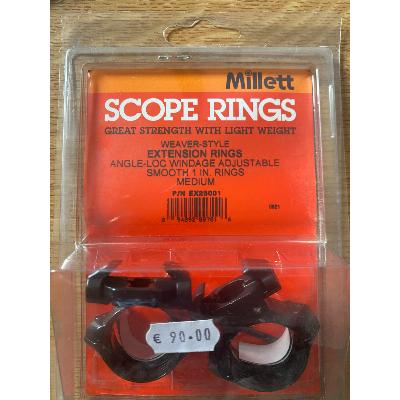 Millett
SCOPE RINGS
GREAT STRENGTH WITH LIGHT WEIGHT
WEAVER-STYLE
EXTENSION RINGS
ANGLE-LOC WINDAGE ADJUSTABLE
SMOOTH 1 IN. RINGS
MEDIUM
P/N EX25001
€ 90.00